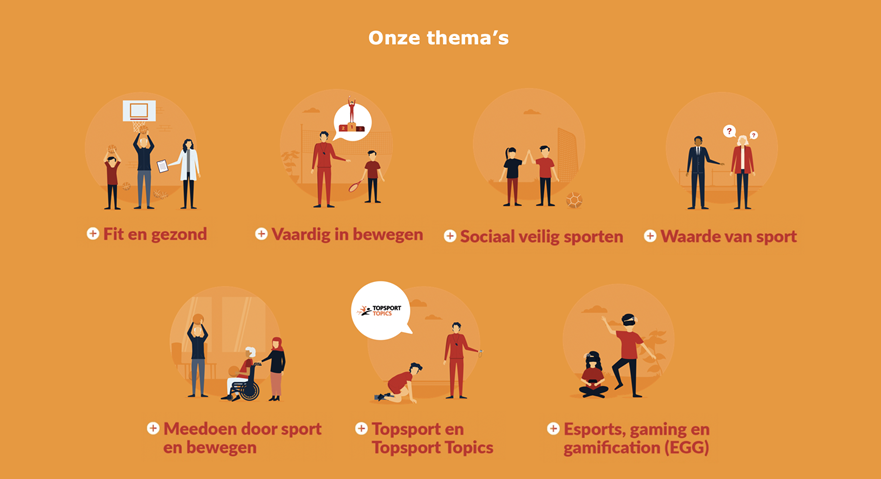 Onze thema's
? ?
Fit en gezond
Vaardig in bewegen
Sociaal veilig sporten
Waarde van sport
TOPSPORT
TOPICS
Meedoen door sport
en bewegen
Topsport en
Topsport Topics
Esports, gaming en
gamification (EGG)